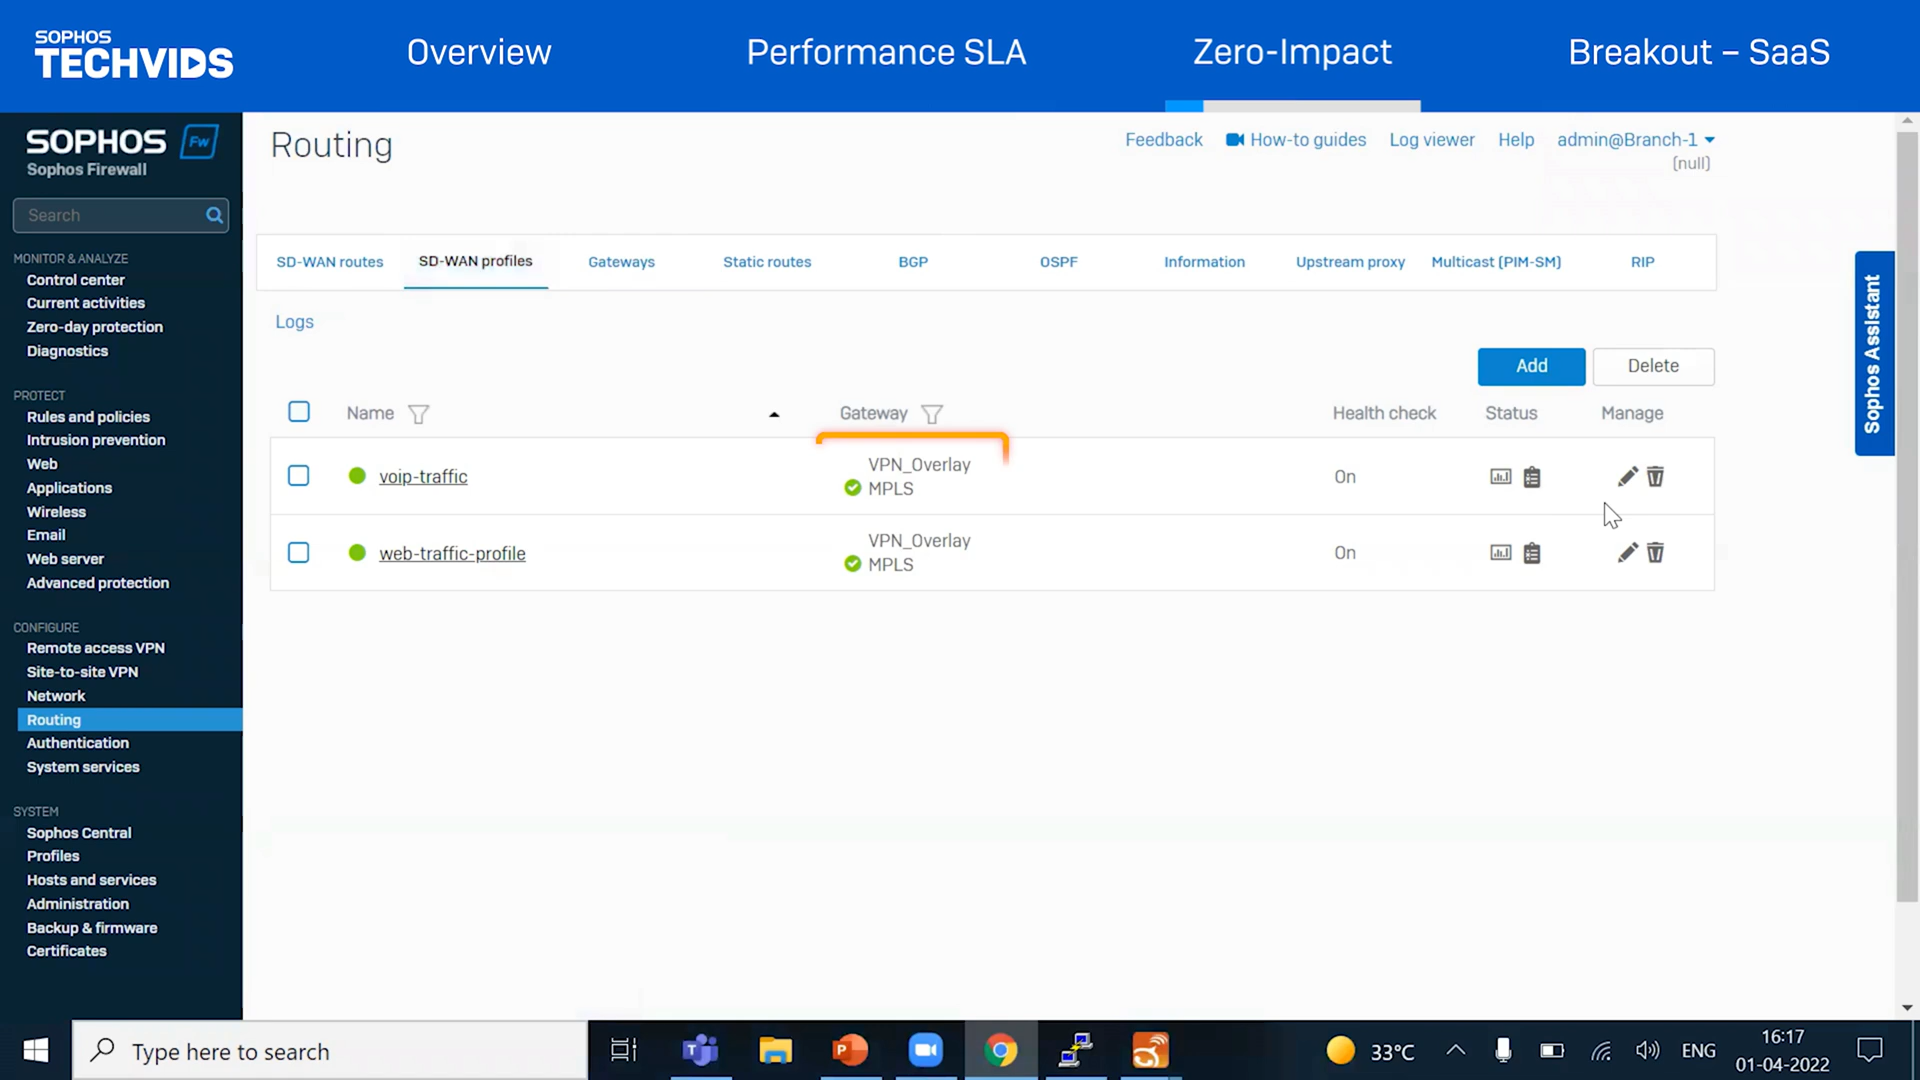 SOPHOS
TECHVIDS
Overview
Performance SLA
Zero-Impact
Breakout – SaaS
SOPHOS Fw
Sophos Firewall
Search
MONITOR & ANALYZE
Control center
Current activities
Zero-day protection
Diagnostics
PROTECT
Rules and policies
Intrusion prevention
Web
Applications
Wireless
Email
Web server
Advanced protection
CONFIGURE
Remote access VPN
Site-to-site VPN
Network
Routing
Authentication
System services
SYSTEM
Sophos Central
Profiles
Hosts and services
Administration
Backup & firmware
Certificates
Routing
Feedback How-to guides Log viewer Help admin@Branch-1
(null)
SD-WAN routes SD-WAN profiles Gateways Static routes BGP OSPF Information Upstream proxy Multicast (PIM-SM) RIP
Logs
Add Delete
Name Gateway Health check Status Manage
voip-traffic
VPN_Overlay
MPLS
On
web-traffic-profile
VPN_Overlay
MPLS
On
Sophos Assistant
Type here to search
33°C
ENG
16:17
01-04-2022